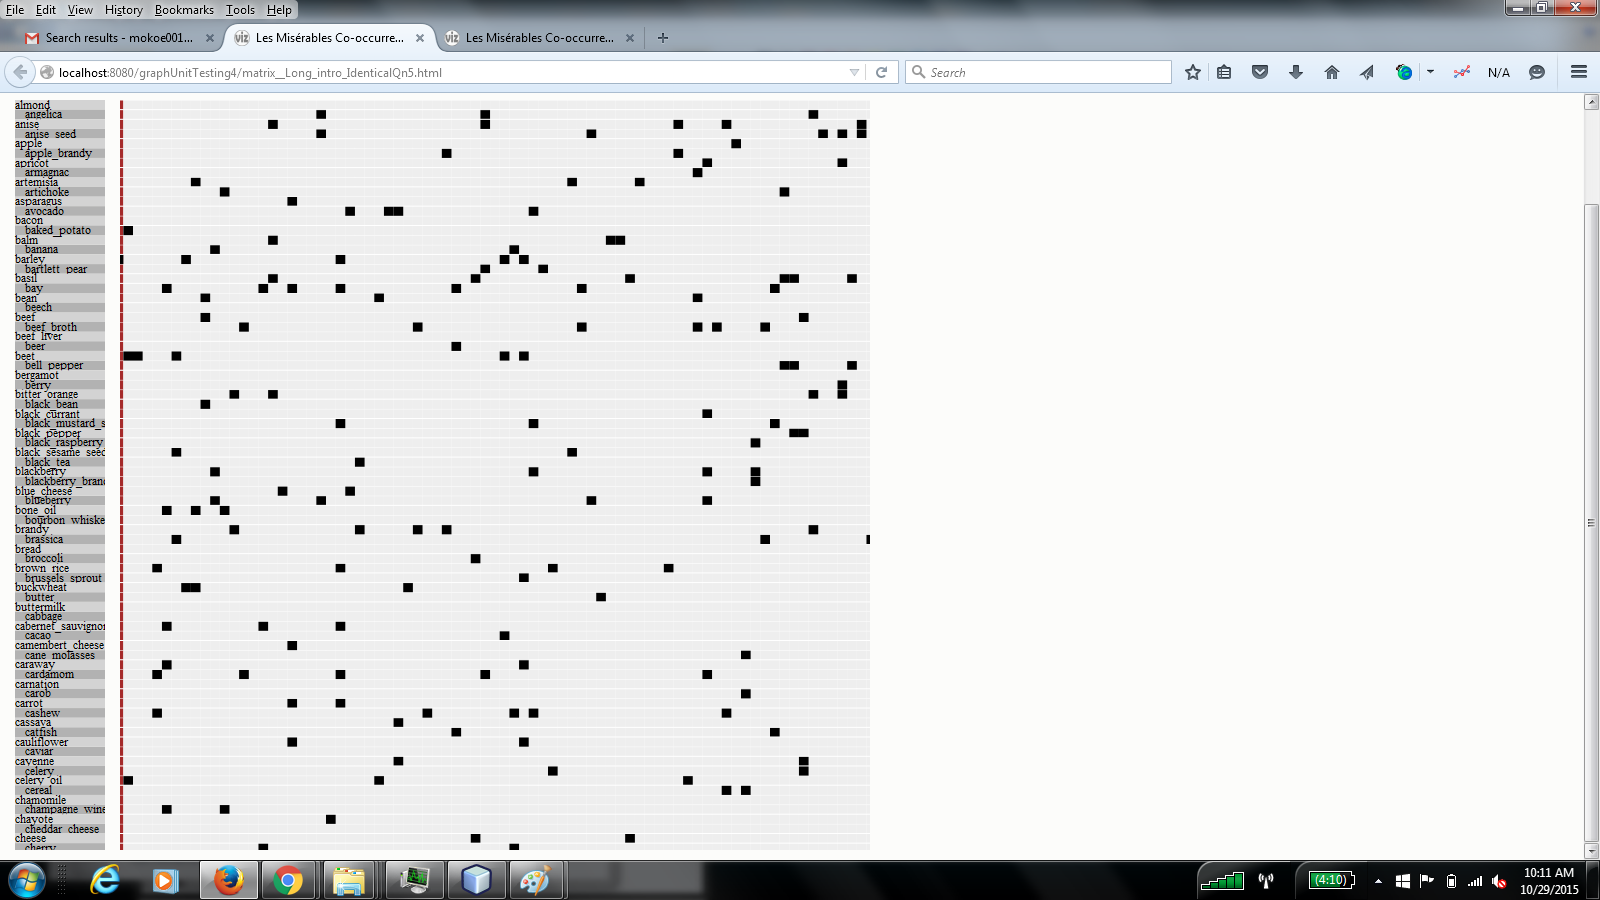 File Edit View History Bookmarks Tools Help
Search results - mokoe001...
Les Misérables Co-occurre...
Les Misérables Co-occurre...
localhost:8080/graphUnitTesting4/matrix__Long_intro_IdenticalQn5.html
Search
N/A
almond
angelica
anise
anise_seed
apple
apple_brandy
apricot
armagnac
artemisia
artichoke
asparagus
avocado
bacon
baked_potato
balm
banana
barley
bartlett_pear
basil
bay
bean
beech
beef
beef_broth
beef_liver
beer
beet
bell_pepper
bergamot
berry
bitter_orange
black_bean
black_currant
black_mustard_s
black_pepper
black_raspberry
black_sesame_seed
black_tea
blackberry
blackberry_bran
blue_cheese
blueberry
bone_oil
bourbon_whiske
brandy
brassica
bread
broccoli
brown_rice
brussels_sprout
buckwheat
butter
buttermilk
cabbage
cabernet_sauvignon
cacao
camembert_cheese
cane_molasses
caraway
cardamom
carnation
carob
carrot
cashew
cassava
catfish
cauliflower
caviar
cayenne
celery
celery_oil
cereal
chamomile
champagne_wine
chayote
cheddar_cheese
cheese
cherry
(4:10)
10:11 AM
10/29/2015